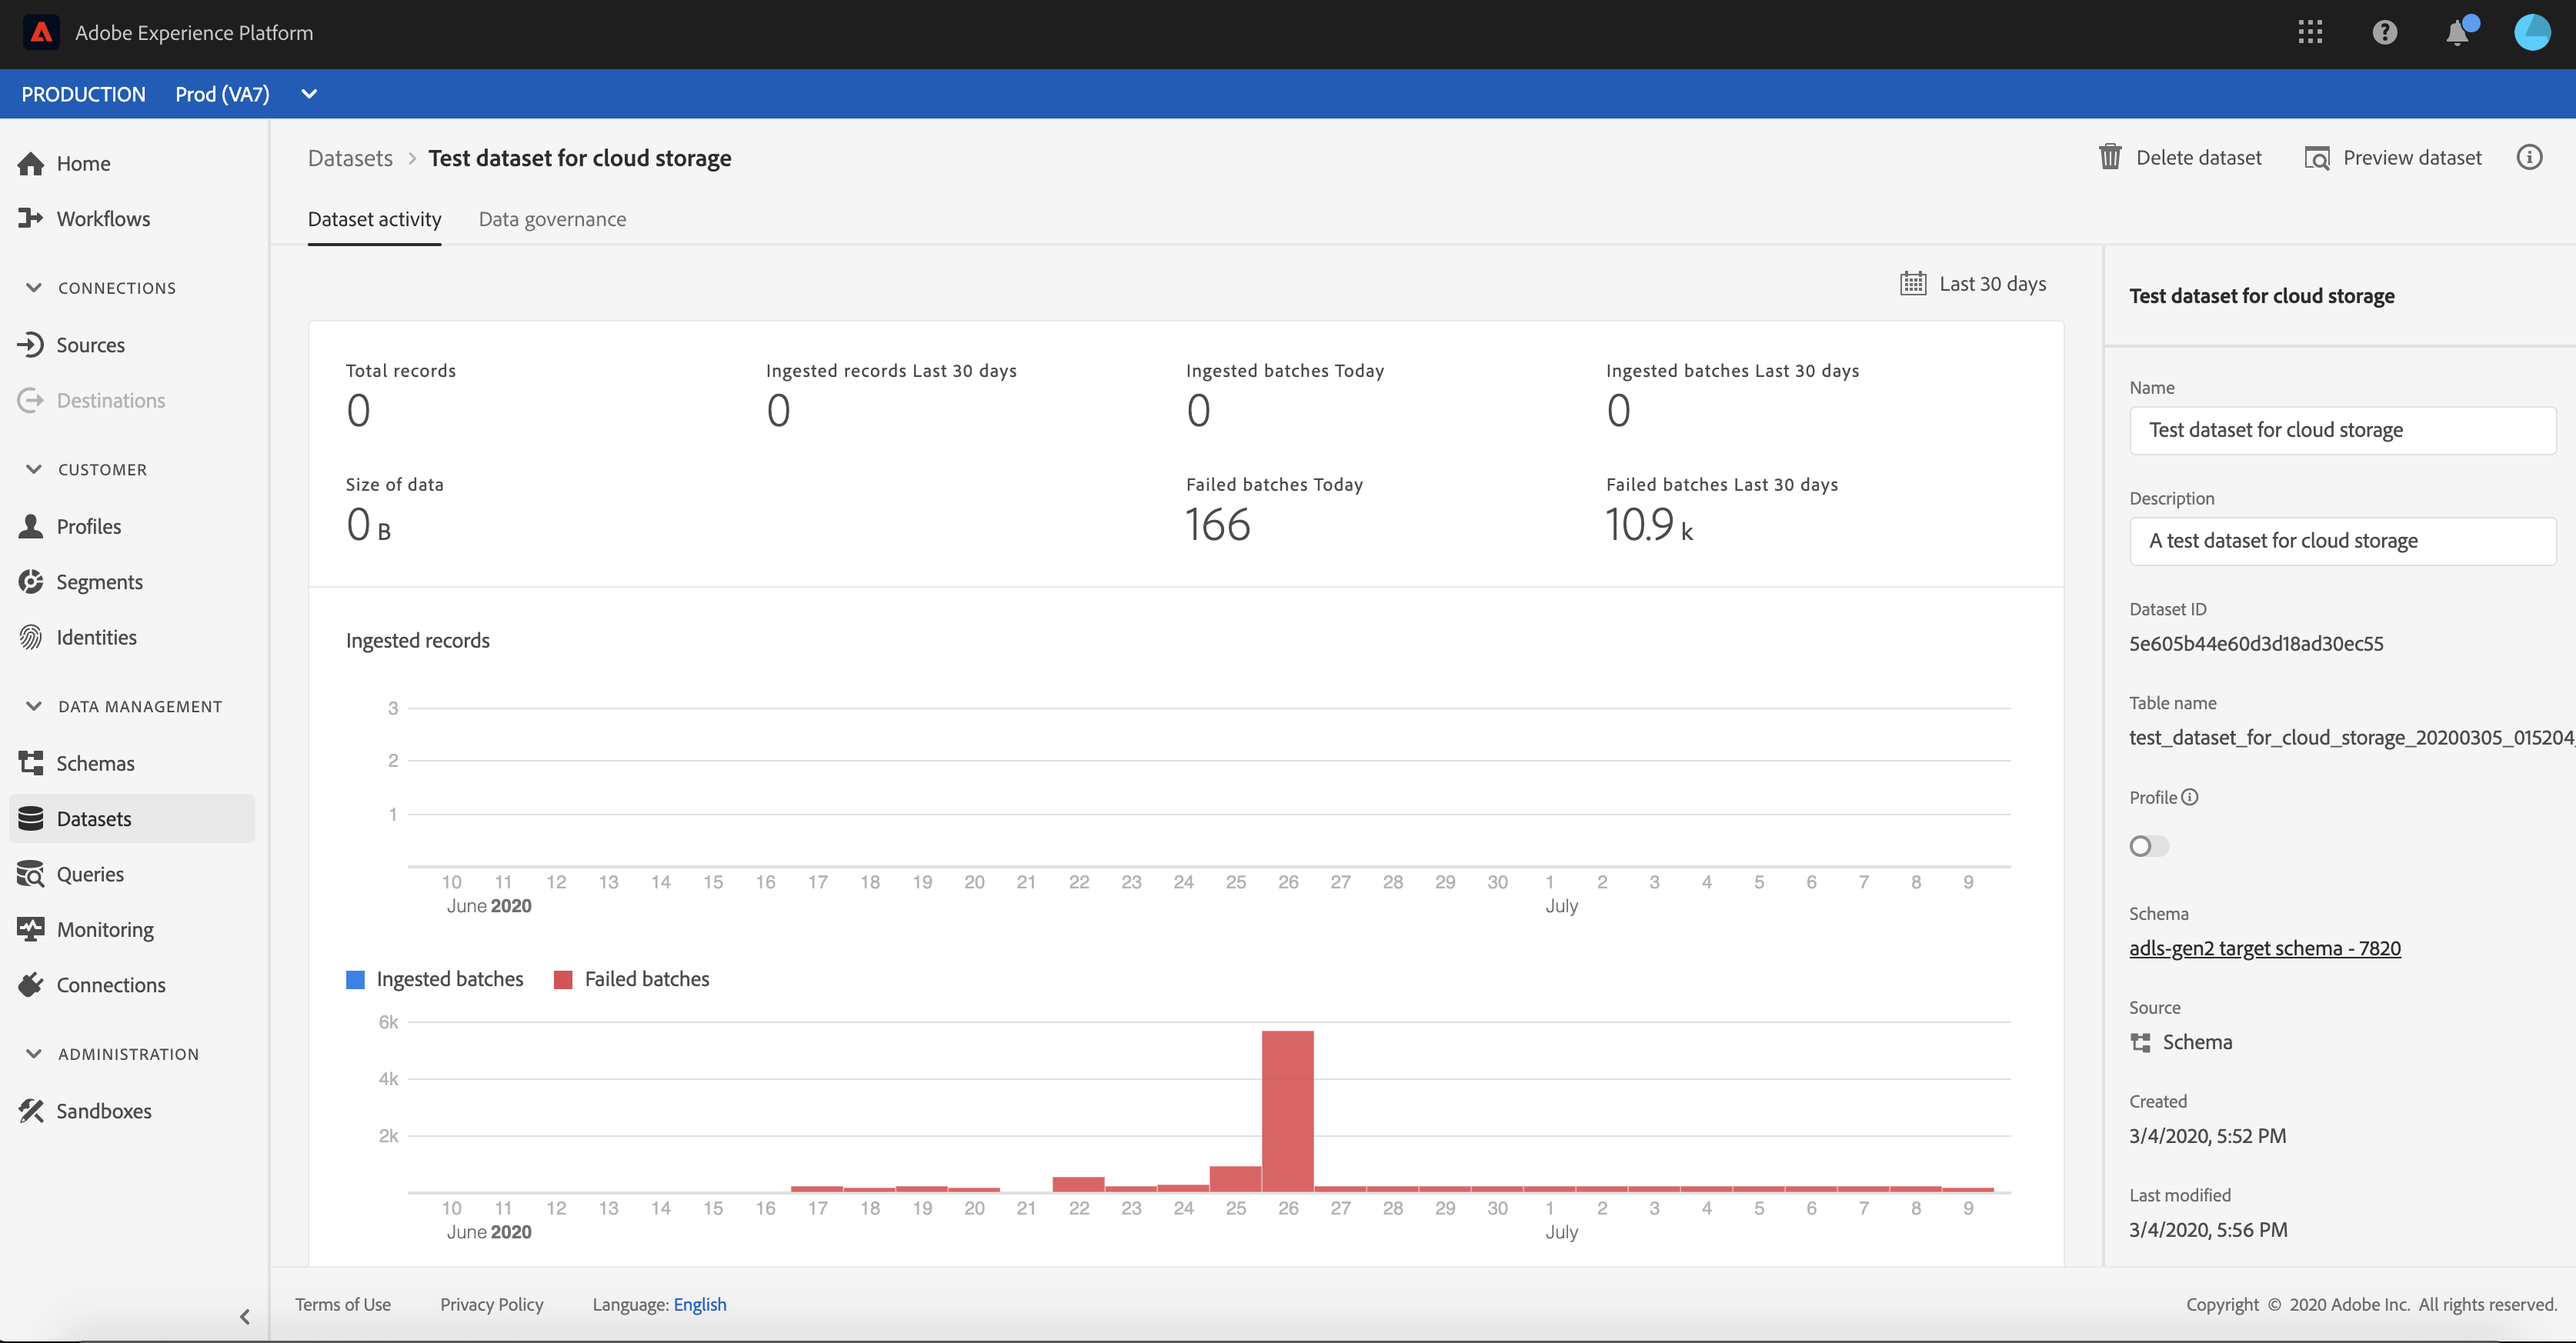 Adobe Experience Platform
PRODUCTION Prod (VA7)
Home
Workflows
CONNECTIONS
Sources
Destinations
CUSTOMER
Profiles
Segments
Identities
DATA MANAGEMENT
Schemas
Datasets
Queries
Monitoring
Connections
ADMINISTRATION
Sandboxes
Datasets > Test dataset for cloud storage
Delete dataset Preview dataset
Dataset activity Data governance
Last 30 days
Total records Ingested records Last 30 days Ingested batches Today Ingested batches Last 30 days
0 0 0 0
Size of data Failed batches Today Failed batches Last 30 days
0 B 166 10.9 k
Ingested records
3
2
1
10 11 12 13 14 15 16 17 18 19 20 21 22 23 24 25 26 27 28 29 30 1 2 3 4 5 6 7 8 9
June 2020 July
Ingested batches Failed batches
6k
4k
2k
10 11 12 13 14 15 16 17 18 19 20 21 22 23 24 25 26 27 28 29 30 1 2 3 4 5 6 7 8 9
June 2020 July
Test dataset for cloud storage
Name
Test dataset for cloud storage
Description
A test dataset for cloud storage
Dataset ID
5e605b44e60d3d18ad30ec55
Table name
test_dataset_for_cloud_storage_20200305_015204_
Profile
Schema
adls-gen2 target schema - 7820
Source
Schema
Created
3/4/2020, 5:52 PM
Last modified
3/4/2020, 5:56 PM
Terms of Use Privacy Policy Language: English
Copyright © 2020 Adobe Inc. All rights reserved.